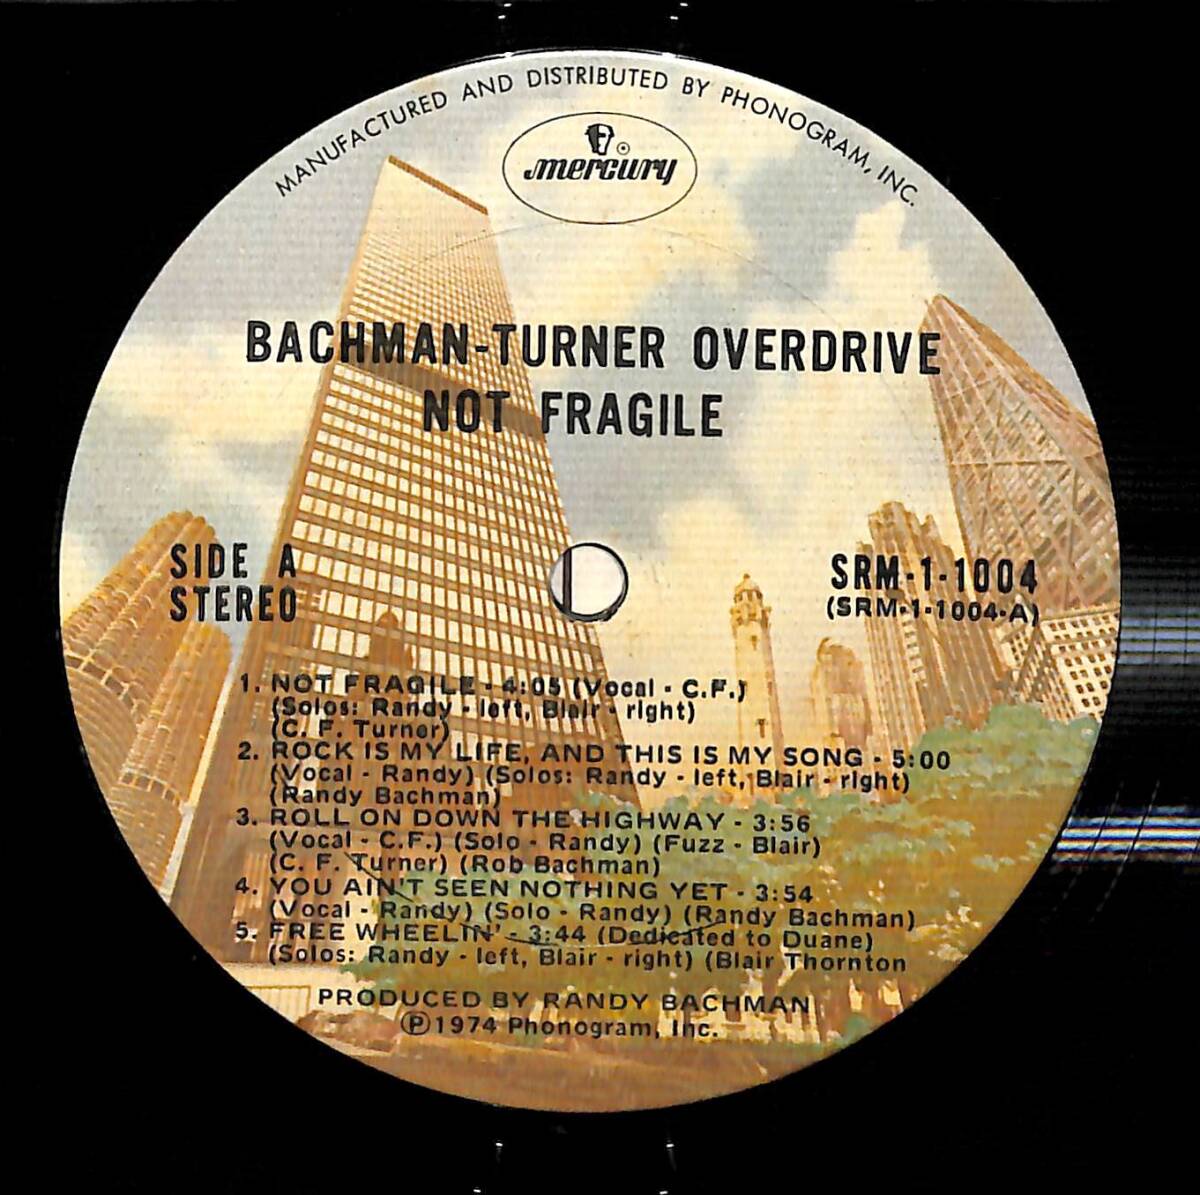 MANUFACTURED AND DISTRIBUTED BY PHONOGRAM, INC.
mercury
BACHMAN-TURNER OVERDRIVE
NOT FRAGILE
SIDE A
STEREO
SRM-1-1004
(SRM-1-1004-A)
1. NOT FRAGILE - 4:05 (Vocal - C.F.)
(Solos: Randy - left, Blair - right)
(C. F. Turner)
2. ROCK IS MY LIFE, AND THIS IS MY SONG - 5:00
(Vocal - Randy) (Solos: Randy - left, Blair - right)
(Randy Bachman)
3. ROLL ON DOWN THE HIGHWAY - 3:56
(Vocal - C.F.) (Solo - Randy) (Fuzz - Blair)
(C. F. Turner) (Rob Bachman)
4. YOU AIN'T SEEN NOTHING YET - 3:54
(Vocal - Randy) (Solo - Randy) (Randy Bachman)
5. FREE WHEELIN' - 3:44 (Dedicated to Duane)
(Solos: Randy - left, Blair - right) (Blair Thornton
PRODUCED BY RANDY BACHMAN
Ⓟ1974 Phonogram, Inc.